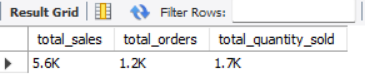 Result Grid Filter Rows:
total_sales total_orders total_quantity_sold
5.6K 1.2K 1.7K